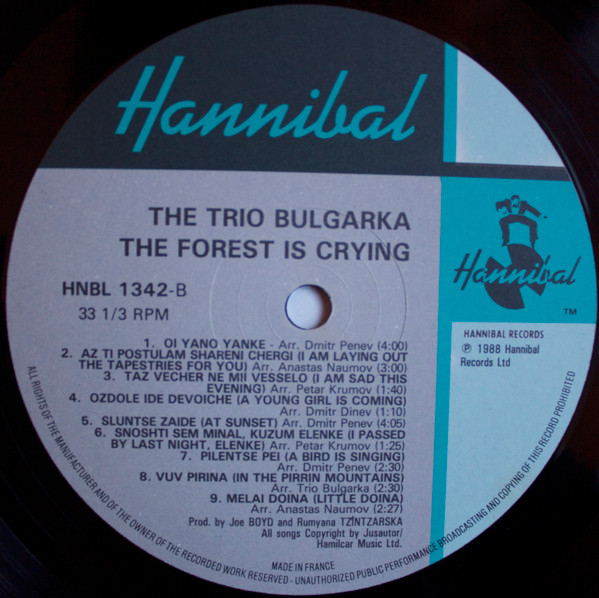 Hannibal
THE TRIO BULGARKA
THE FOREST IS CRYING
HNBL 1342-B
33 1/3 RPM
1. OI YANO YANKE - Arr. Dmitr Penev (4:00)
2. AZ TI POSTULAM SHARENI CHERGI (I AM LAYING OUT
THE TAPESTRIES FOR YOU) Arr. Anastas Naumov (3:00)
3. TAZ VECHER NE MII VESSELO (I AM SAD THIS
EVENING) Arr. Petar Krumov (1:40)
4. OZDOLE IDE DEVOICHE (A YOUNG GIRL IS COMING)
Arr. Dmitr Dinev (1:10)
5. SLUNTSE ZAIDE (AT SUNSET) Arr. Dmitr Penev (4:05)
6. SNOSHTI SEM MINAL, KUZUM ELENKE (I PASSED
BY LAST NIGHT, ELENKE) Arr. Petar Krumov (1:25)
7. PILENTSE PEI (A BIRD IS SINGING)
Arr. Dmitr Penev (2:30)
8. VUV PIRINA (IN THE PIRRIN MOUNTAINS)
Arr. Trio Bulgarka (2:30)
9. MELAI DOINA (LITTLE DOINA)
Arr. Anastas Naumov (2:27)
Prod. by Joe BOYD and Rumyana TZINTZARSKA
All songs Copyright by Jusautor/
Hamilcar Music Ltd.
MADE IN FRANCE
Hannibal
TM
HANNIBAL RECORDS
℗ 1988 Hannibal
Records Ltd
ALL RIGHTS OF THE MANUFACTURER AND OF THE OWNER OF THE RECORDED WORK RESERVED - UNAUTHORIZED PUBLIC PERFORMANCE BROADCASTING AND COPYING OF THIS RECORD PROHIBITED